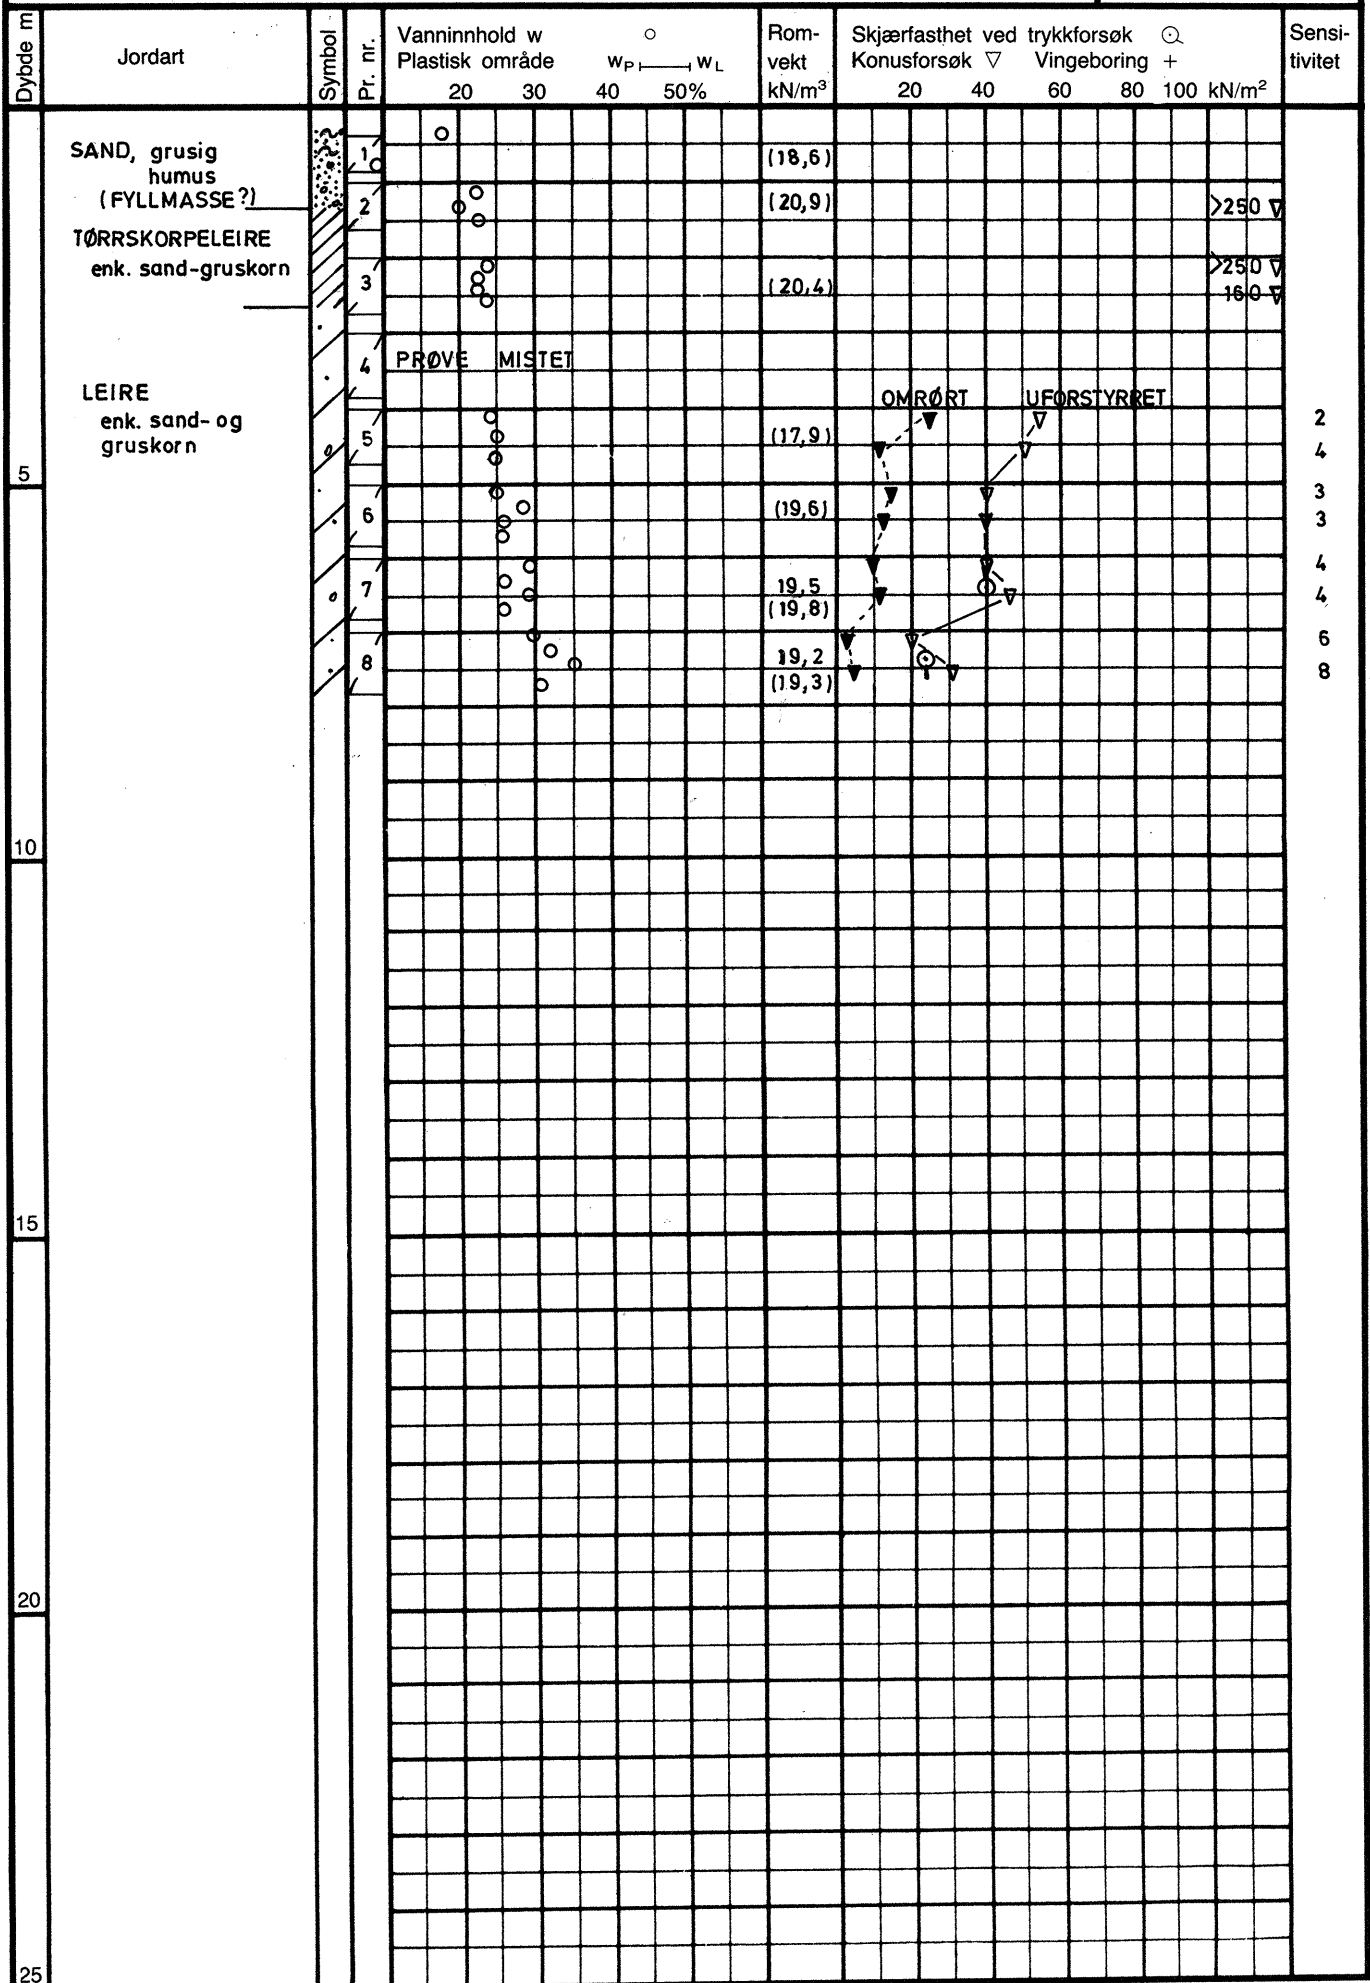 Dybde m
Jordart
Symbol
Pr. nr.
Vanninnhold w ○
Plastisk område wP wL
20 30 40 50%
Rom-
vekt
kN/m³
Skjærfasthet ved trykkforsøk
Konusforsøk ▽ Vingeboring +
20 40 60 80 100 kN/m²
Sensi-
tivitet
SAND, grusig
humus
(FYLLMASSE?)
1
(18,6)
2
(20,9)
>250
TØRRSKORPELEIRE
enk. sand-gruskorn
3
(20,4)
>250
160
4
PRØVE MISTET
LEIRE
enk. sand- og
gruskorn
OMRØRT UFORSTYRRET
5
(17,9)
2
4
5
6
(19,6)
3
3
7
19,5
(19,8)
4
4
8
19,2
(19,3)
6
8
10
15
20
25